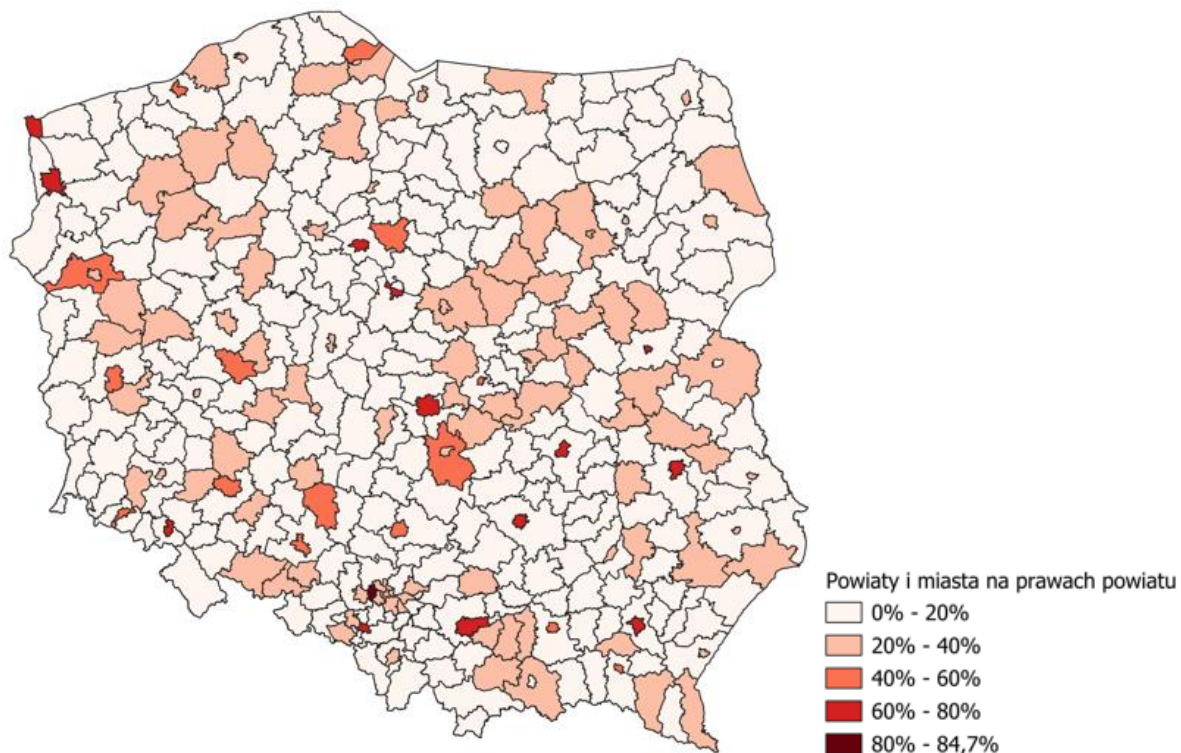 Powiaty i miasta na prawach powiatu
0% - 20%
20% - 40%
40% - 60%
60% - 80%
80% - 84,7%